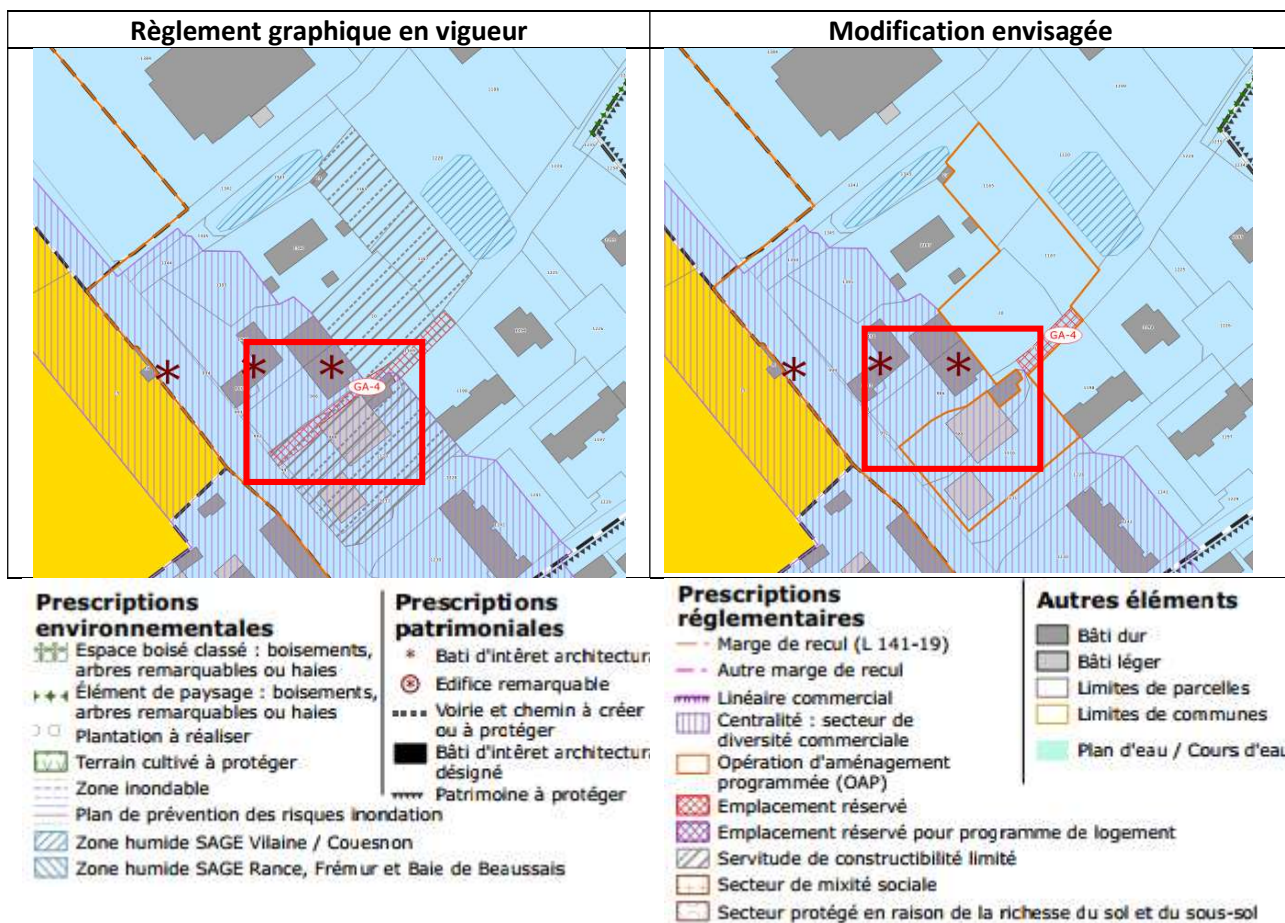 Règlement graphique en vigueur
Modification envisagée
GA-4
GA-4
Prescriptions
environnementales
Espace boisé classé : boisements,
arbres remarquables ou haies
Élément de paysage : boisements,
arbres remarquables ou haies
Plantation à réaliser
Terrain cultivé à protéger
Zone inondable
Plan de prévention des risques inondation
Zone humide SAGE Vilaine / Couesnon
Zone humide SAGE Rance, Frémur et Baie de Beaussais
Prescriptions
patrimoniales
Bati d'intêret architectura
Edifice remarquable
Voirie et chemin à créer
ou à protéger
Bâti d'intêret architectura
désigné
Patrimoine à protéger
Prescriptions
réglementaires
Marge de recul (L 141-19)
Autre marge de recul
Linéaire commercial
Centralité : secteur de
diversité commerciale
Opération d'aménagement
programmée (OAP)
Emplacement réservé
Emplacement réservé pour programme de logement
Servitude de constructibilité limité
Secteur de mixité sociale
Secteur protégé en raison de la richesse du sol et du sous-sol
Autres éléments
Bâti dur
Bâti léger
Limites de parcelles
Limites de communes
Plan d'eau / Cours d'eau